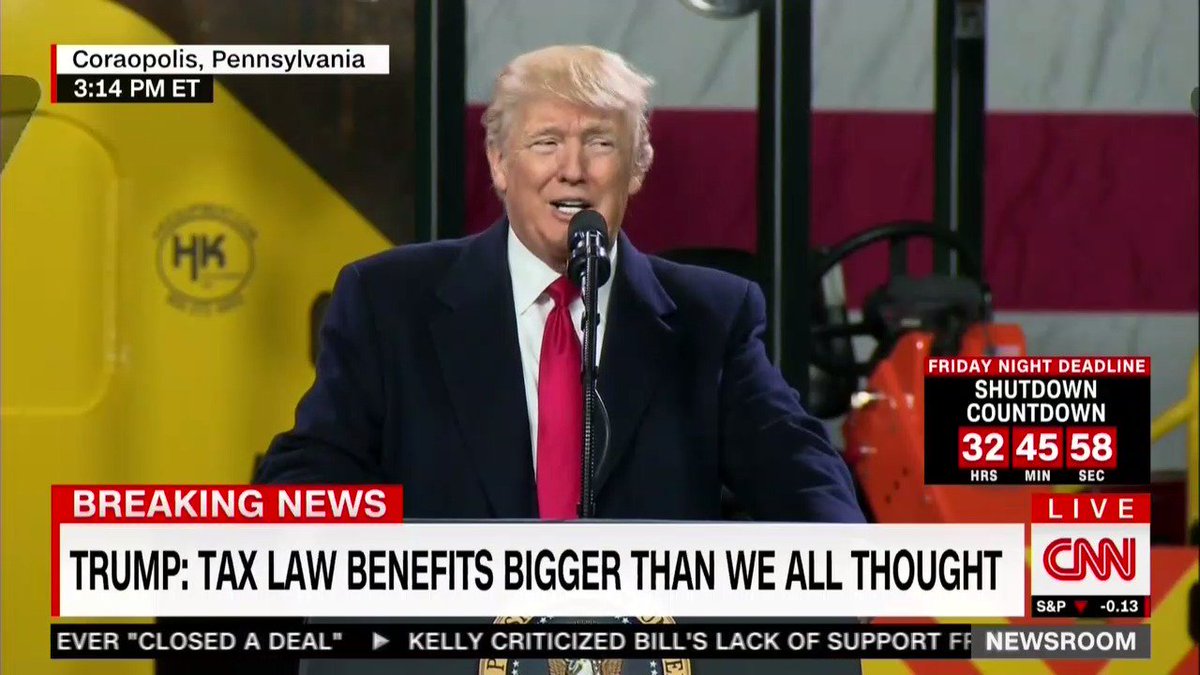 Coraopolis, Pennsylvania
3:14 PM ET
HK
FRIDAY NIGHT DEADLINE
SHUTDOWN
COUNTDOWN
32 45 58
HRS MIN SEC
BREAKING NEWS
TRUMP: TAX LAW BENEFITS BIGGER THAN WE ALL THOUGHT
LIVE
CNN
S&P ▼ -0.13
EVER "CLOSED A DEAL" ▶ KELLY CRITICIZED BILL'S LACK OF SUPPORT FR
NEWSROOM